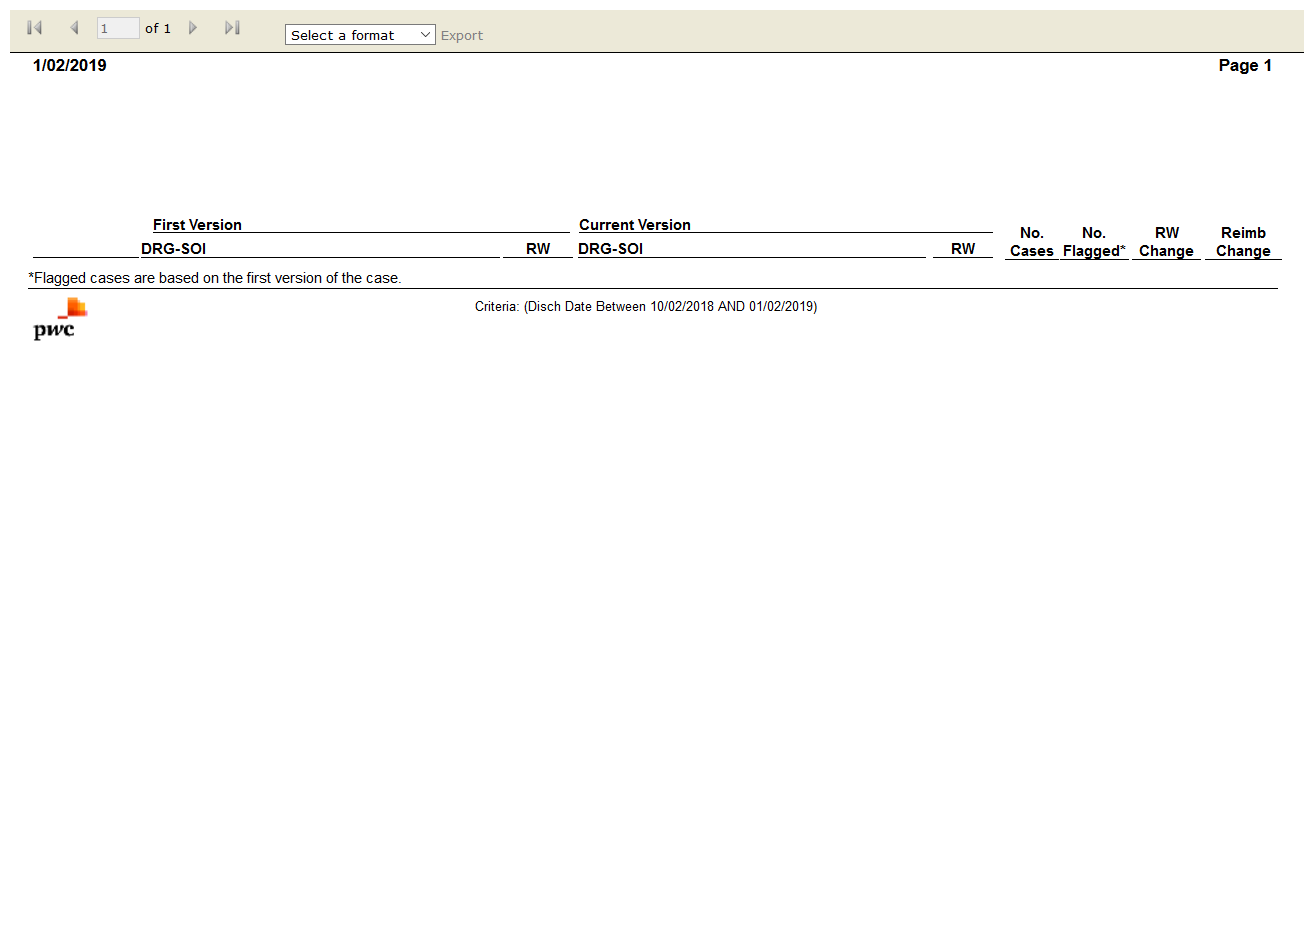 1 of 1 Select a format Export
1/02/2019 Page 1
First Version Current Version
No. No. RW Reimb
DRG-SOI RW DRG-SOI RW
Cases Flagged* Change Change
*Flagged cases are based on the first version of the case.
Criteria: (Disch Date Between 10/02/2018 AND 01/02/2019)
pwc